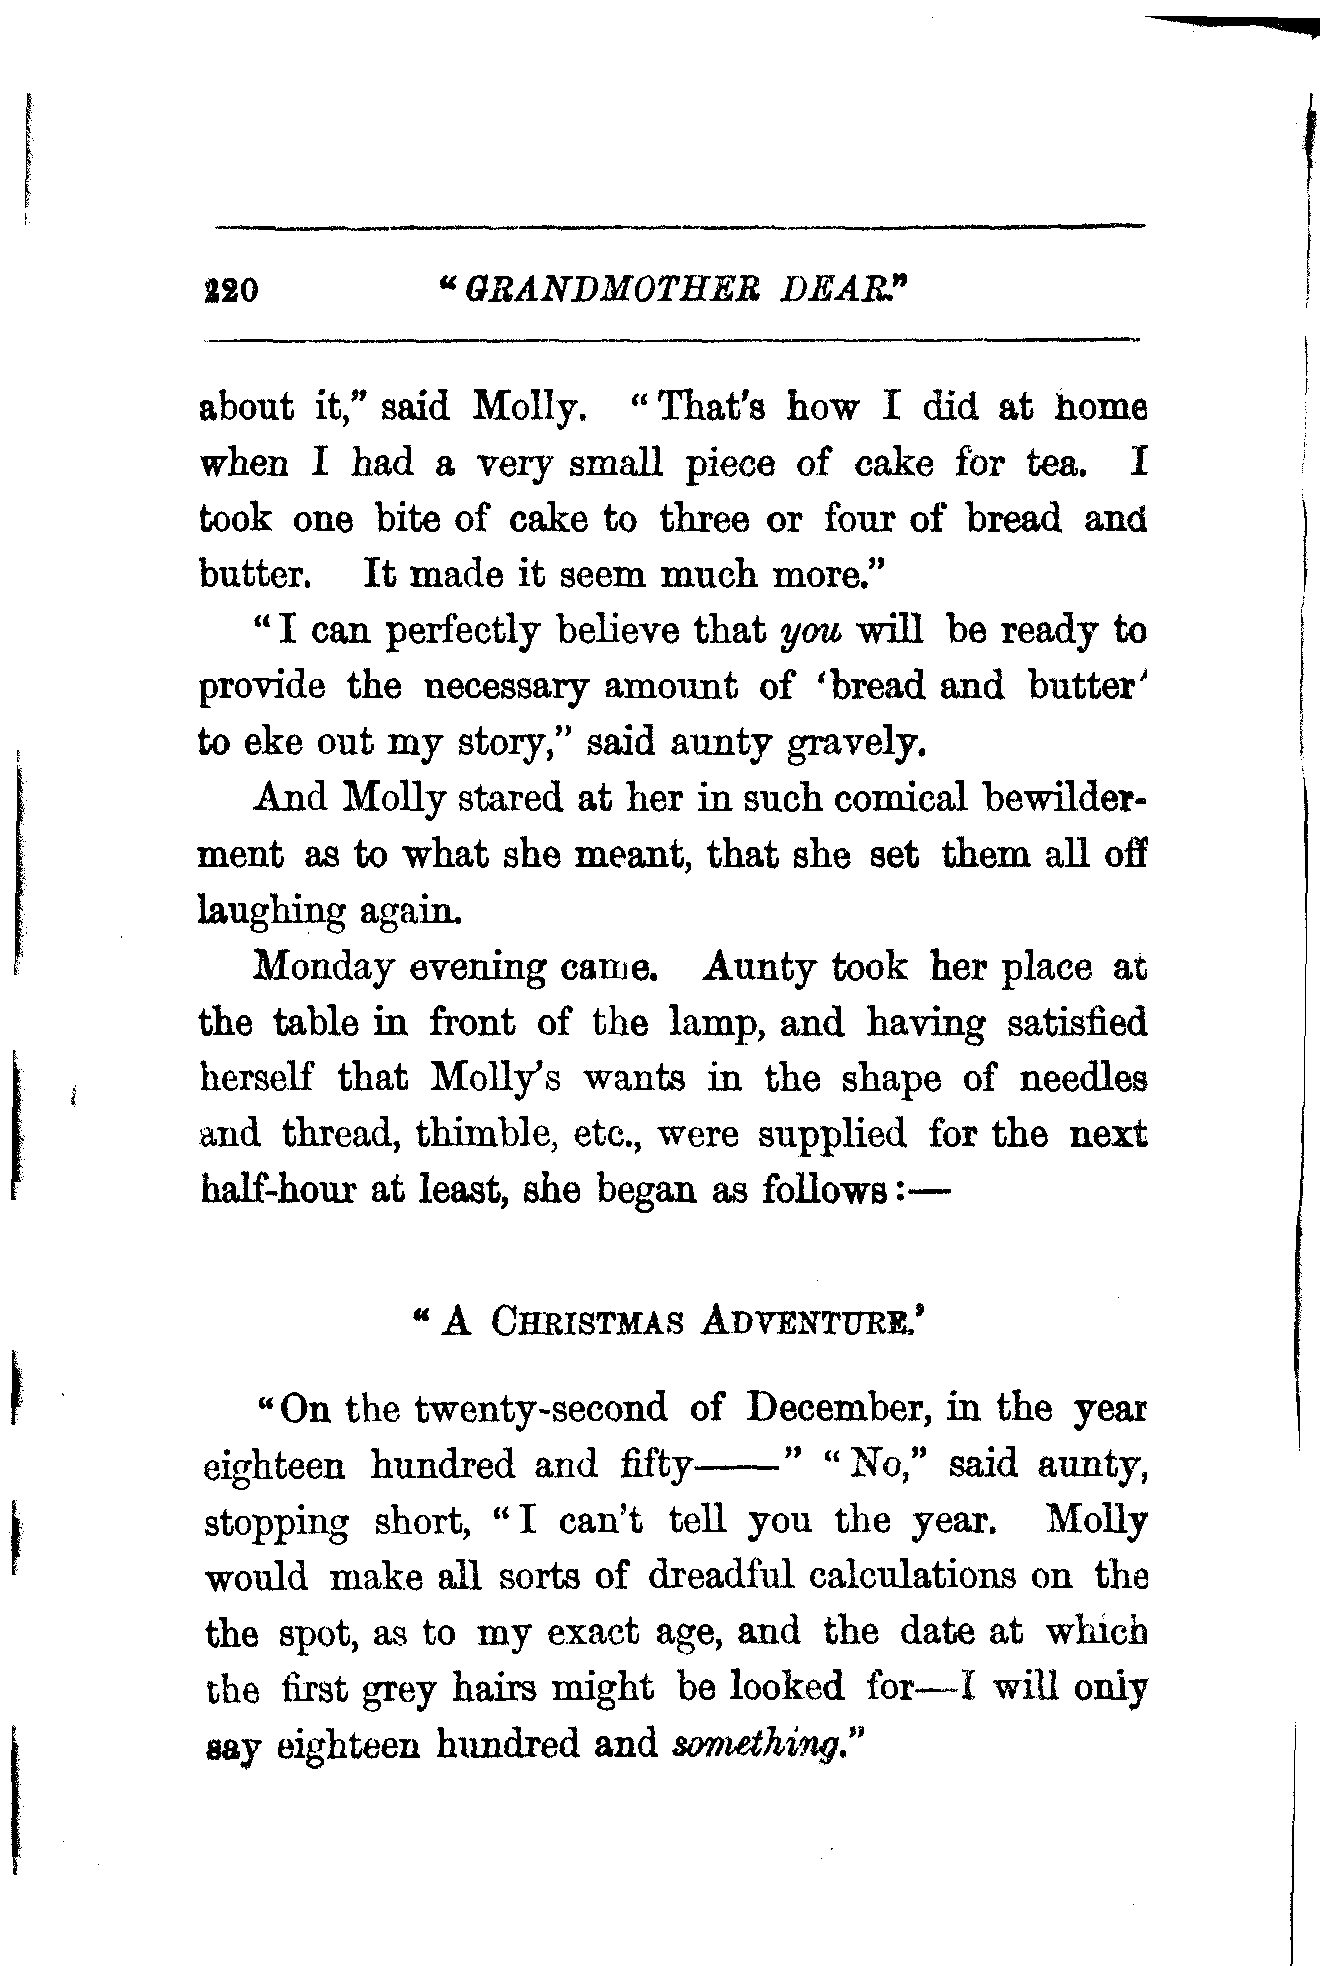 220 "GRANDMOTHER DEAR."
about it," said Molly. "That's how I did at home
when I had a very small piece of cake for tea. I
took one bite of cake to three or four of bread and
butter. It made it seem much more."
"I can perfectly believe that you will be ready to
provide the necessary amount of 'bread and butter'
to eke out my story," said aunty gravely.
And Molly stared at her in such comical bewilder-
ment as to what she meant, that she set them all off
laughing again.
Monday evening came. Aunty took her place at
the table in front of the lamp, and having satisfied
herself that Molly's wants in the shape of needles
and thread, thimble, etc., were supplied for the next
half-hour at least, she began as follows:—
"A CHRISTMAS ADVENTURE.'
"On the twenty-second of December, in the year
eighteen hundred and fifty——" "No," said aunty,
stopping short, "I can't tell you the year. Molly
would make all sorts of dreadful calculations on the
the spot, as to my exact age, and the date at which
the first grey hairs might be looked for—I will only
say eighteen hundred and something."